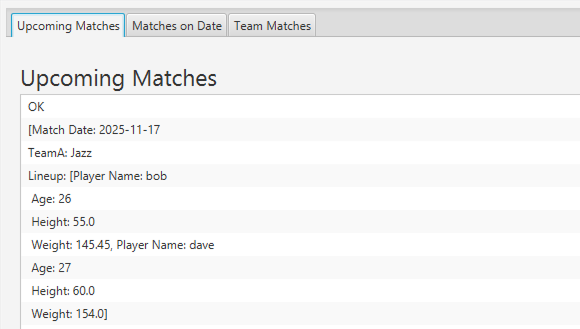 Upcoming Matches Matches on Date Team Matches
Upcoming Matches
OK
[Match Date: 2025-11-17
TeamA: Jazz
Lineup: [Player Name: bob
Age: 26
Height: 55.0
Weight: 145.45, Player Name: dave
Age: 27
Height: 60.0
Weight: 154.0]